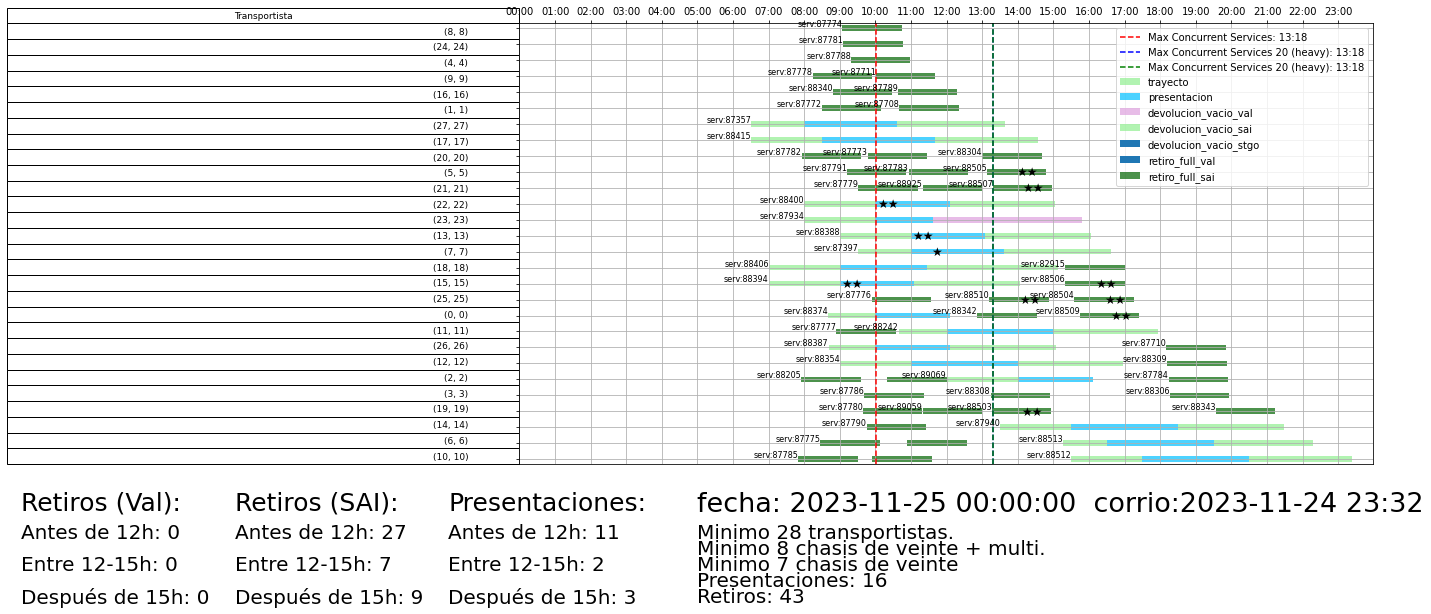 Transportista
00:00 01:00 02:00 03:00 04:00 05:00 06:00 07:00 08:00 09:00 10:00 11:00 12:00 13:00 14:00 15:00 16:00 17:00 18:00 19:00 20:00 21:00 22:00 23:00
Max Concurrent Services: 13:18
Max Concurrent Services 20 (heavy): 13:18
Max Concurrent Services 20 (heavy): 13:18
trayecto
presentacion
devolucion_vacio_val
devolucion_vacio_sai
devolucion_vacio_stgo
retiro_full_val
retiro_full_sai
(8, 8) serv:87774
(24, 24) serv:87781
(4, 4) serv:87788
(9, 9) serv:87778 serv:87711
(16, 16) serv:88340 serv:87789
(1, 1) serv:87772 serv:87708
(27, 27) serv:87357
(17, 17) serv:88415
(20, 20) serv:87782 serv:87773 serv:88304
(5, 5) serv:87791 serv:87783 serv:88505
(21, 21) serv:87779 serv:88925 serv:88507
(22, 22) serv:88400
(23, 23) serv:87934
(13, 13) serv:88388
(7, 7) serv:87397
(18, 18) serv:88406 serv:82915
(15, 15) serv:88394 serv:88506
(25, 25) serv:87776 serv:88510 serv:88504
(0, 0) serv:88374 serv:88342 serv:88509
(11, 11) serv:87777 serv:88242
(26, 26) serv:88387 serv:87710
(12, 12) serv:88354 serv:88309
(2, 2) serv:88205 serv:89069 serv:87784
(3, 3) serv:87786 serv:88308 serv:88306
(19, 19) serv:87780 serv:89059 serv:88503 serv:88343
(14, 14) serv:87790 serv:87940
(6, 6) serv:87775 serv:88513
(10, 10) serv:87785 serv:88512
Retiros (Val):
Antes de 12h: 0
Entre 12-15h: 0
Después de 15h: 0
Retiros (SAI):
Antes de 12h: 27
Entre 12-15h: 7
Después de 15h: 9
Presentaciones:
Antes de 12h: 11
Entre 12-15h: 2
Después de 15h: 3
fecha: 2023-11-25 00:00:00 corrio:2023-11-24 23:32
Minimo 28 transportistas.
Minimo 8 chasis de veinte + multi.
Minimo 7 chasis de veinte
Presentaciones: 16
Retiros: 43